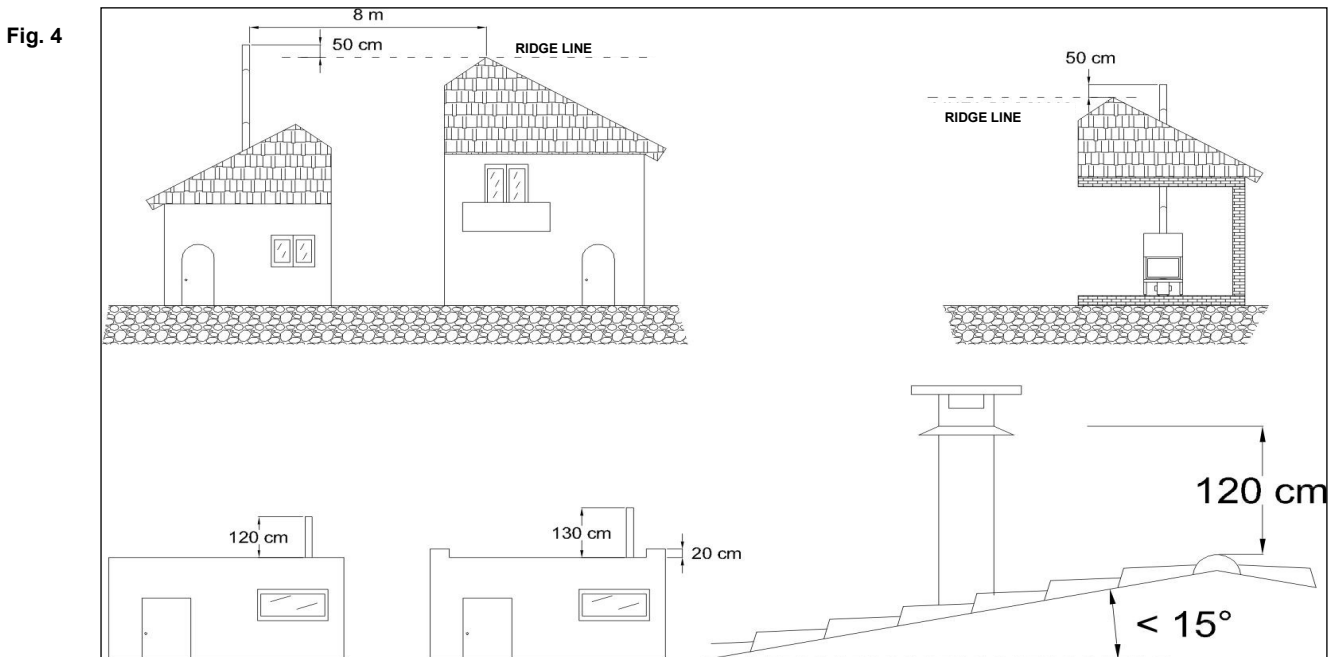 Fig. 4
8 m
50 cm
RIDGE LINE
50 cm
RIDGE LINE
120 cm
130 cm
20 cm
120 cm
< 15°